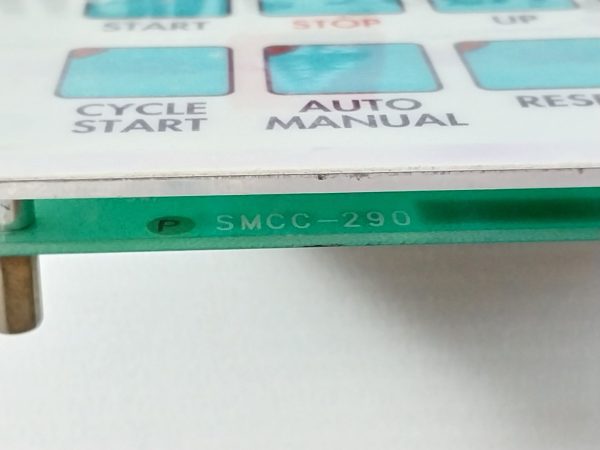 START STOP UP
CYCLE START
AUTO MANUAL
P SMCC-290